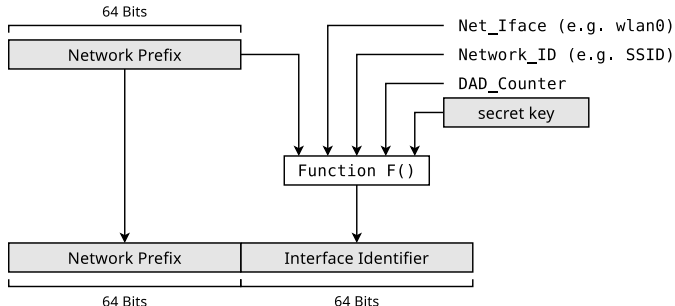 64 Bits
Net_Iface (e.g. wlan0)
Network Prefix
Network_ID (e.g. SSID)
DAD_Counter
secret key
Function F()
Network Prefix
Interface Identifier
64 Bits
64 Bits